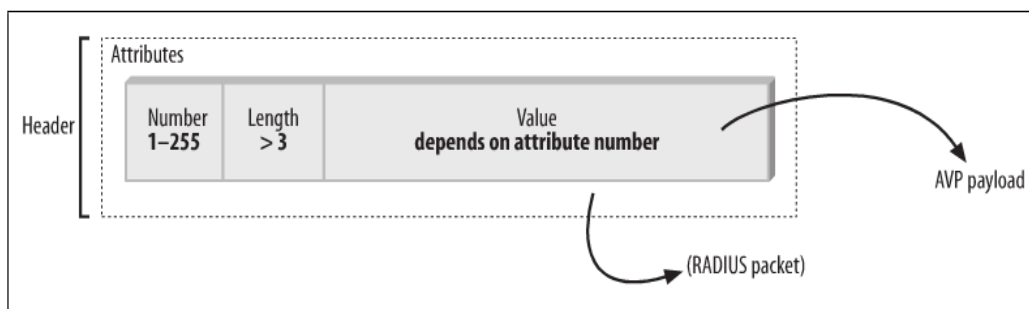 Attributes
Header
Number
1–255
Length
> 3
Value
depends on attribute number
AVP payload
(RADIUS packet)